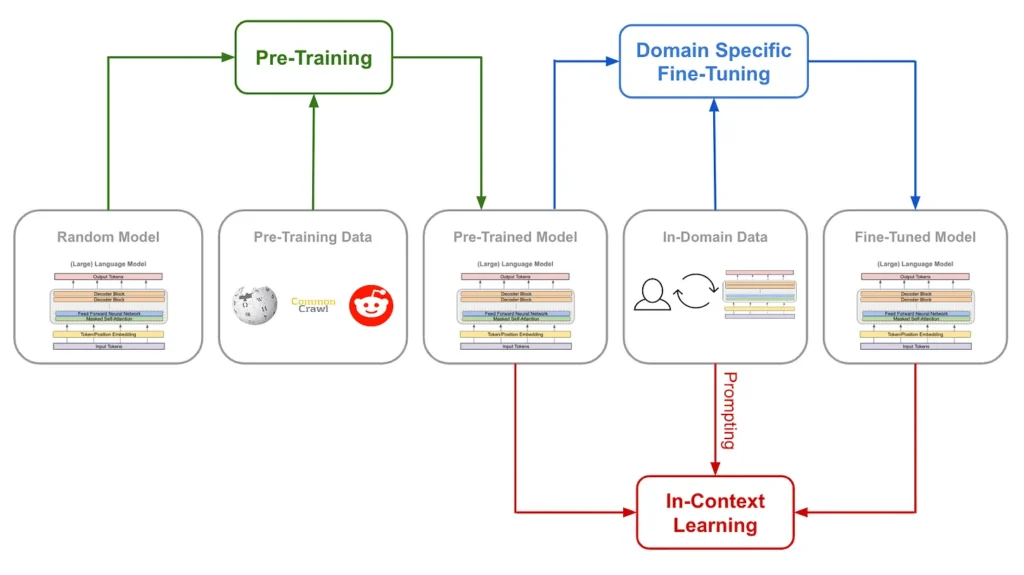 Pre-Training
Domain Specific
Fine-Tuning
Random Model
(Large) Language Model
Output Tokens
Decoder Block
Decoder Block
Feed Forward Neural Network
Masked Self-Attention
Token/Position Embedding
Input Tokens
Pre-Training Data
Common
Crawl
Pre-Trained Model
(Large) Language Model
Output Tokens
Decoder Block
Decoder Block
Feed Forward Neural Network
Masked Self-Attention
Token/Position Embedding
Input Tokens
In-Domain Data
Fine-Tuned Model
(Large) Language Model
Output Tokens
Decoder Block
Decoder Block
Feed Forward Neural Network
Masked Self-Attention
Token/Position Embedding
Input Tokens
Prompting
In-Context
Learning